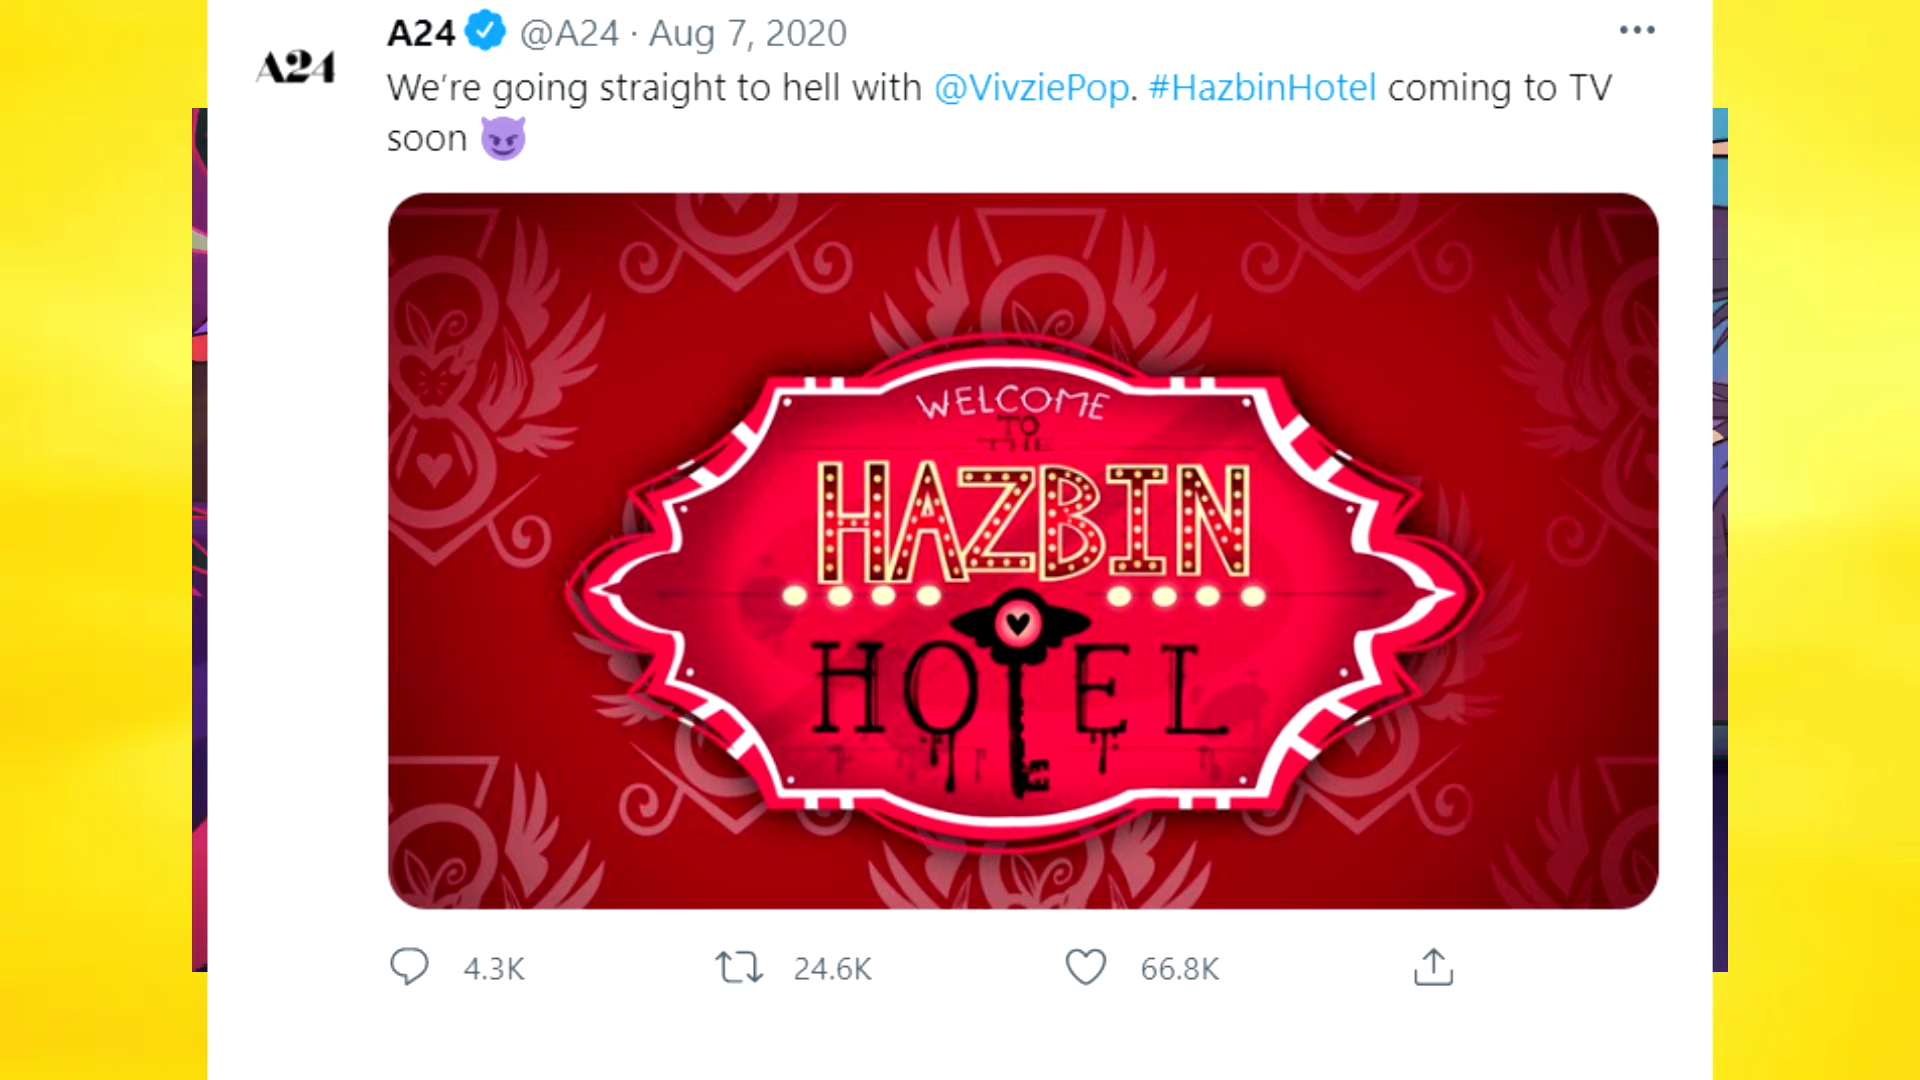 A24 @A24 · Aug 7, 2020
A24
We're going straight to hell with @VivziePop. #HazbinHotel coming to TV
soon 😈
WELCOME
TO
THE
HAZBIN
HOTEL
4.3K 24.6K 66.8K